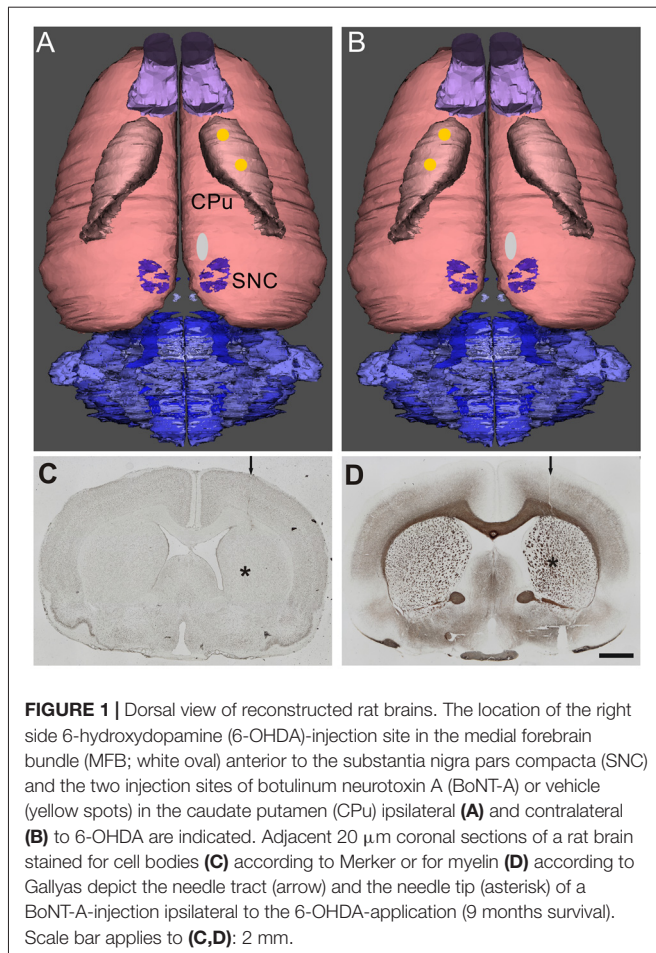 A
B
CPu
SNC
C
D
*
*
FIGURE 1 | Dorsal view of reconstructed rat brains. The location of the right
side 6-hydroxydopamine (6-OHDA)-injection site in the medial forebrain
bundle (MFB; white oval) anterior to the substantia nigra pars compacta (SNC)
and the two injection sites of botulinum neurotoxin A (BoNT-A) or vehicle
(yellow spots) in the caudate putamen (CPu) ipsilateral (A) and contralateral
(B) to 6-OHDA are indicated. Adjacent 20 μm coronal sections of a rat brain
stained for cell bodies (C) according to Merker or for myelin (D) according to
Gallyas depict the needle tract (arrow) and the needle tip (asterisk) of a
BoNT-A-injection ipsilateral to the 6-OHDA-application (9 months survival).
Scale bar applies to (C,D): 2 mm.